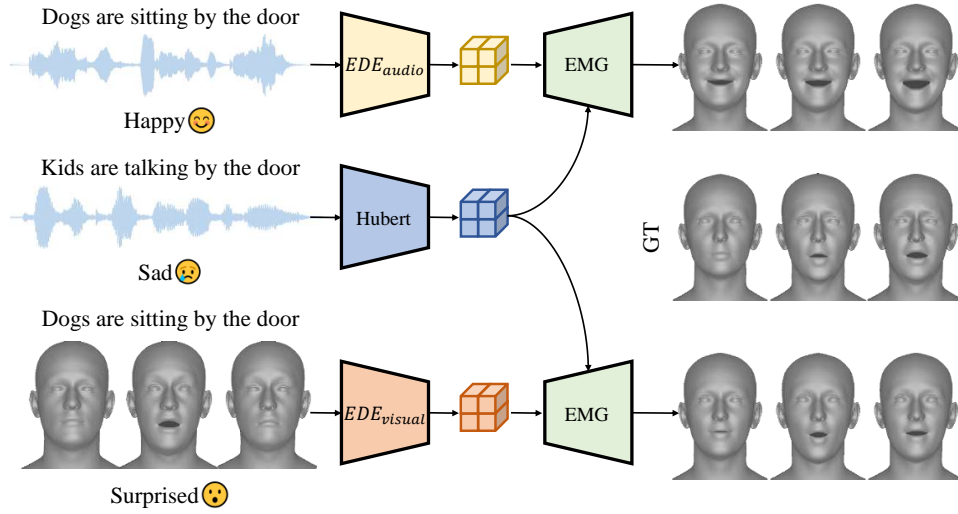 Dogs are sitting by the door
EDE_audio
EMG
Happy 😊
Kids are talking by the door
Hubert
GT
Sad 😢
Dogs are sitting by the door
EDE_visual
EMG
Surprised 😮